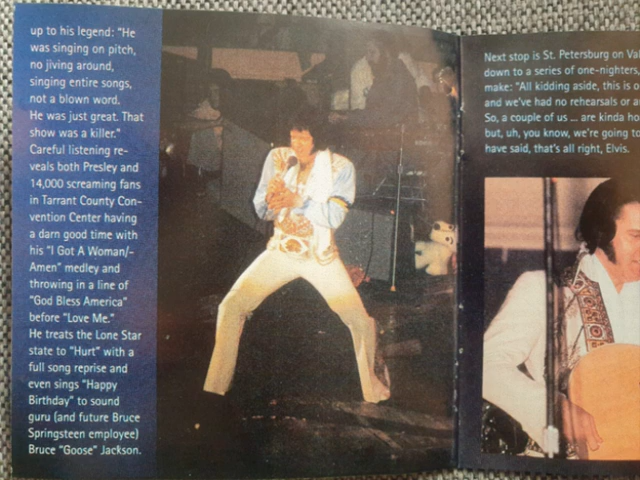 up to his legend: "He
was singing on pitch,
no jiving around,
singing entire songs,
not a blown word.
He was just great. That
show was a killer."
Careful listening re-
veals both Presley and
14,000 screaming fans
in Tarrant County Con-
vention Center having
a darn good time with
his "I Got A Woman/-
Amen" medley and
throwing in a line of
"God Bless America"
before "Love Me."
He treats the Lone Star
state to "Hurt" with a
full song reprise and
even sings "Happy
Birthday" to sound
guru (and future Bruce
Springsteen employee)
Bruce "Goose" Jackson.
Next stop is St. Petersburg on
down to a series of one-nighters,
make: "All kidding aside, this is
and we've had no rehearsals or
So, a couple of us ... are kinda
but, uh, you know, we're going to
have said, that's all right, Elvis.